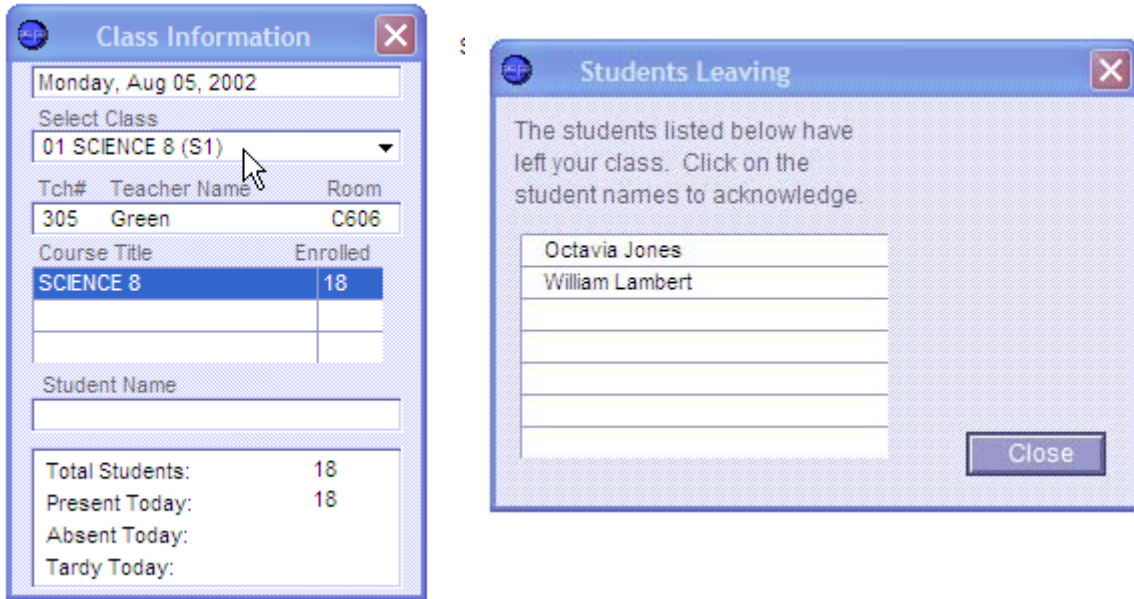 Class Information
Monday, Aug 05, 2002
Select Class
01 SCIENCE 8 (S1)
Tch# Teacher Name Room
305 Green C606
Course Title Enrolled
SCIENCE 8 18
Student Name
Total Students: 18
Present Today: 18
Absent Today:
Tardy Today:
Students Leaving
The students listed below have
left your class. Click on the
student names to acknowledge.
Octavia Jones
William Lambert
Close